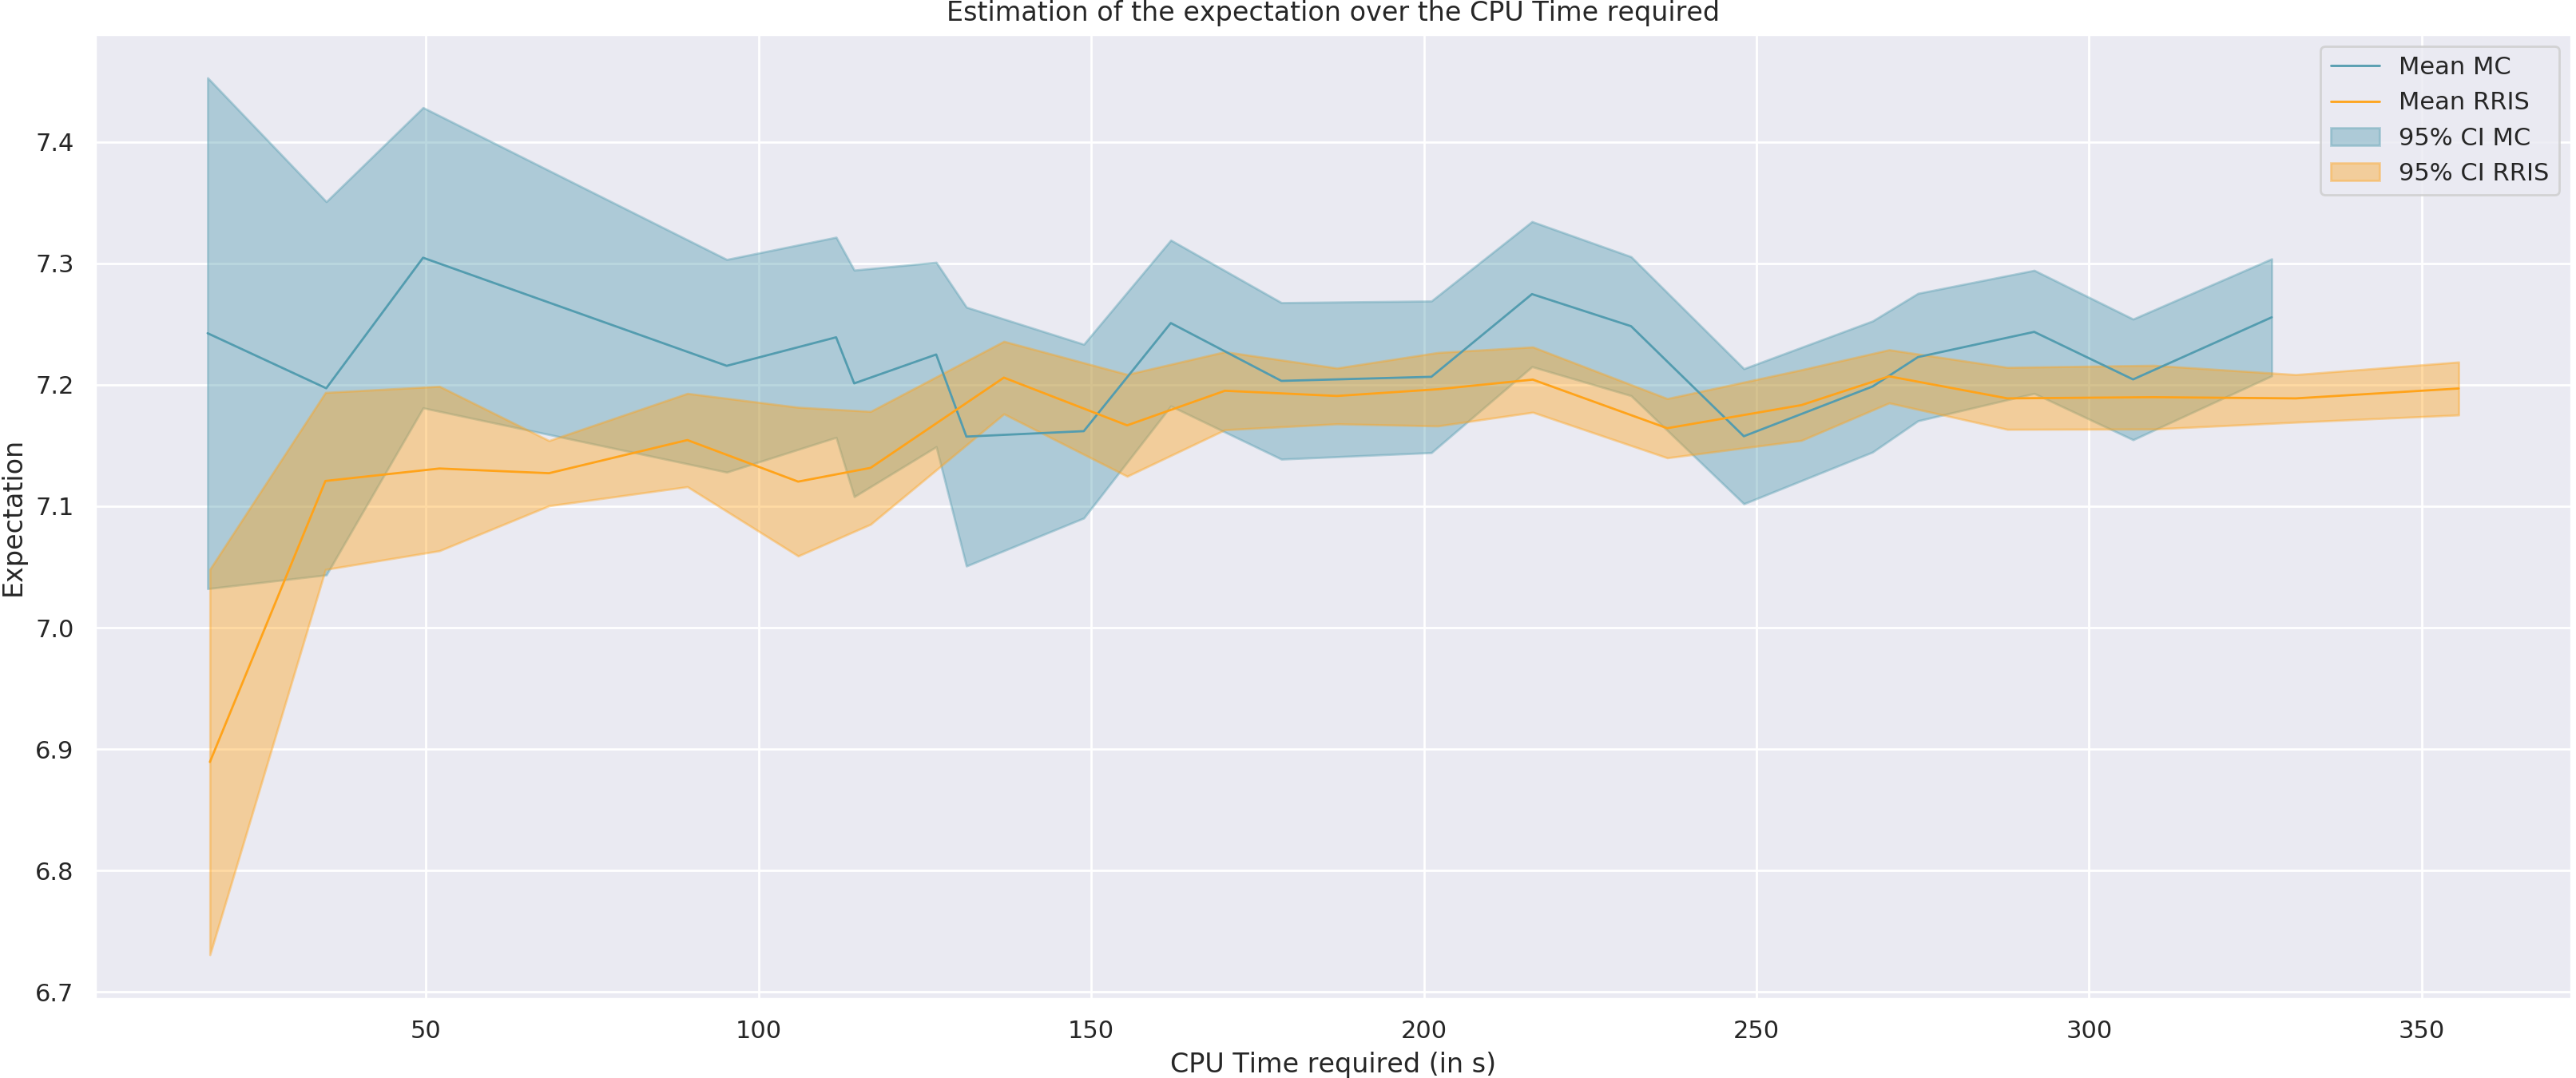 Estimation of the expectation over the CPU Time required
Mean MC
Mean RRIS
95% CI MC
95% CI RRIS
Expectation
7.4
7.3
7.2
7.1
7.0
6.9
6.8
6.7
50 100 150 200 250 300 350
CPU Time required (in s)